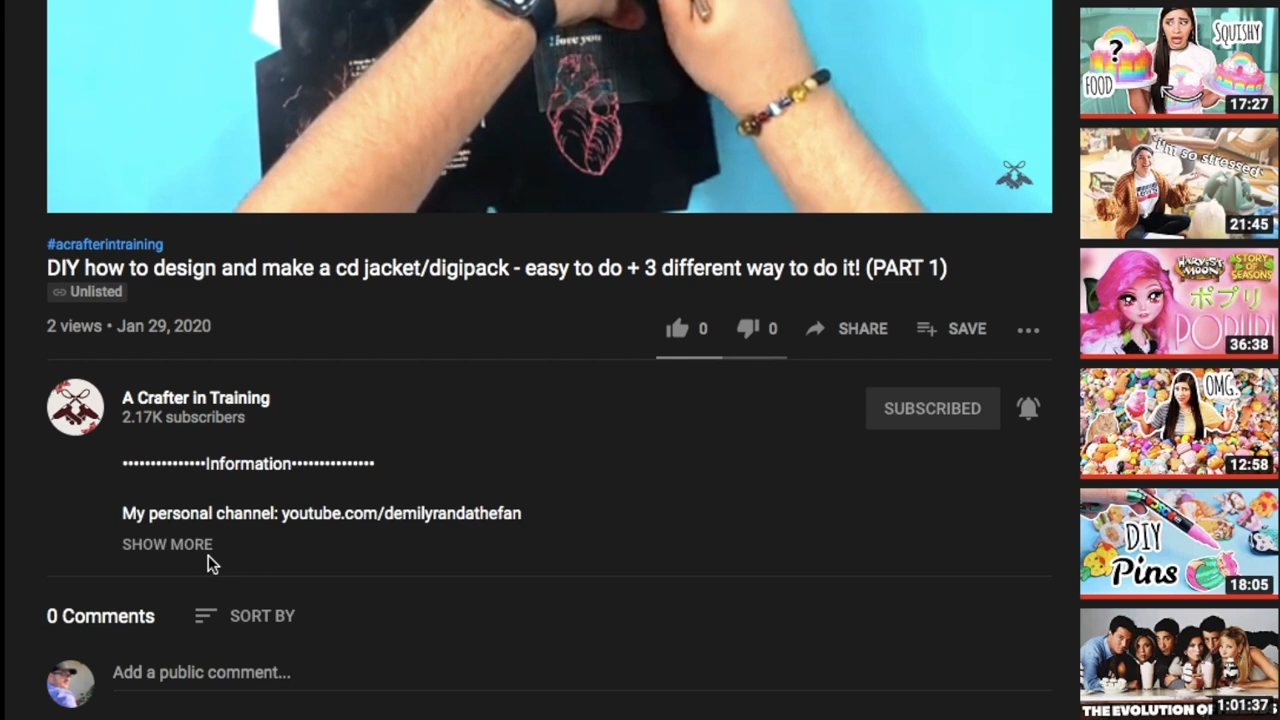 I love you
#acrafterintraining
DIY how to design and make a cd jacket/digipack - easy to do + 3 different way to do it! (PART 1)
Unlisted
2 views • Jan 29, 2020
0
0
SHARE
SAVE
A Crafter in Training
2.17K subscribers
SUBSCRIBED
•••••••••••••••Information•••••••••••••••
My personal channel: youtube.com/demilyrandathefan
SHOW MORE
0 Comments
SORT BY
Add a public comment...
SQUISHY
?
FOOD
17:27
I'm so stressed
21:45
HARVEST MOON
STORY OF SEASONS
ポプリ
POPURI
36:38
OMG.
12:58
DIY
Pins
18:05
THE EVOLUTION OF
1:01:37